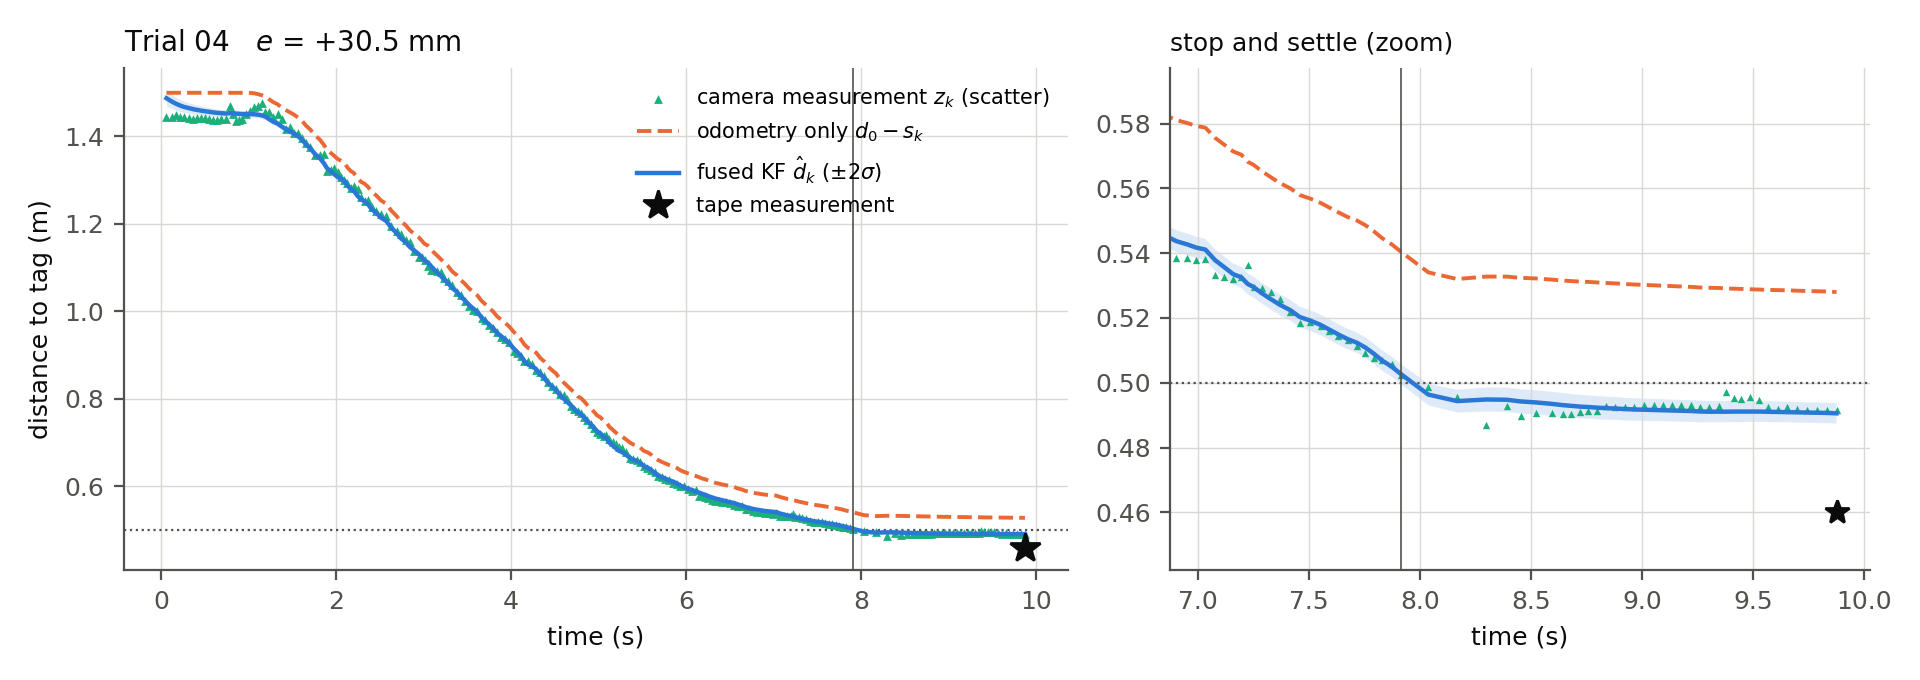 Trial 04 e = +30.5 mm
camera measurement z_k (scatter)
odometry only d_0 − s_k
fused KF d̂_k (±2σ)
tape measurement
distance to tag (m)
1.4
1.2
1.0
0.8
0.6
0 2 4 6 8 10
time (s)
stop and settle (zoom)
0.58
0.56
0.54
0.52
0.50
0.48
0.46
7.0 7.5 8.0 8.5 9.0 9.5 10.0
time (s)